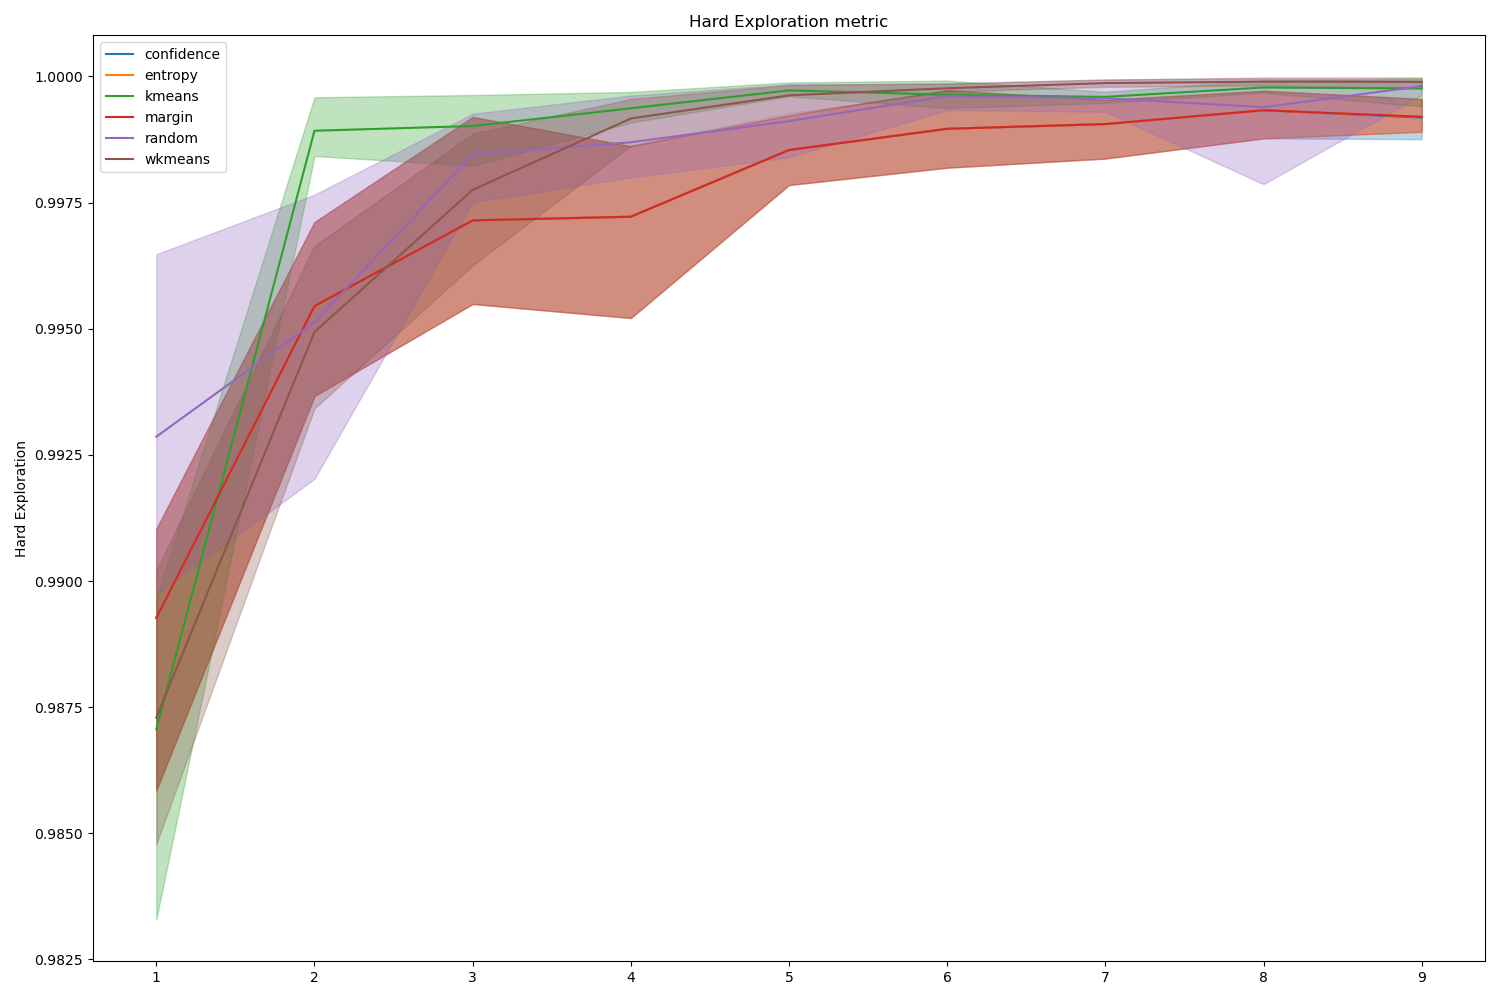 Hard Exploration metric
confidence
entropy
kmeans
margin
random
wkmeans
Hard Exploration
1.0000
0.9975
0.9950
0.9925
0.9900
0.9875
0.9850
0.9825
1 2 3 4 5 6 7 8 9